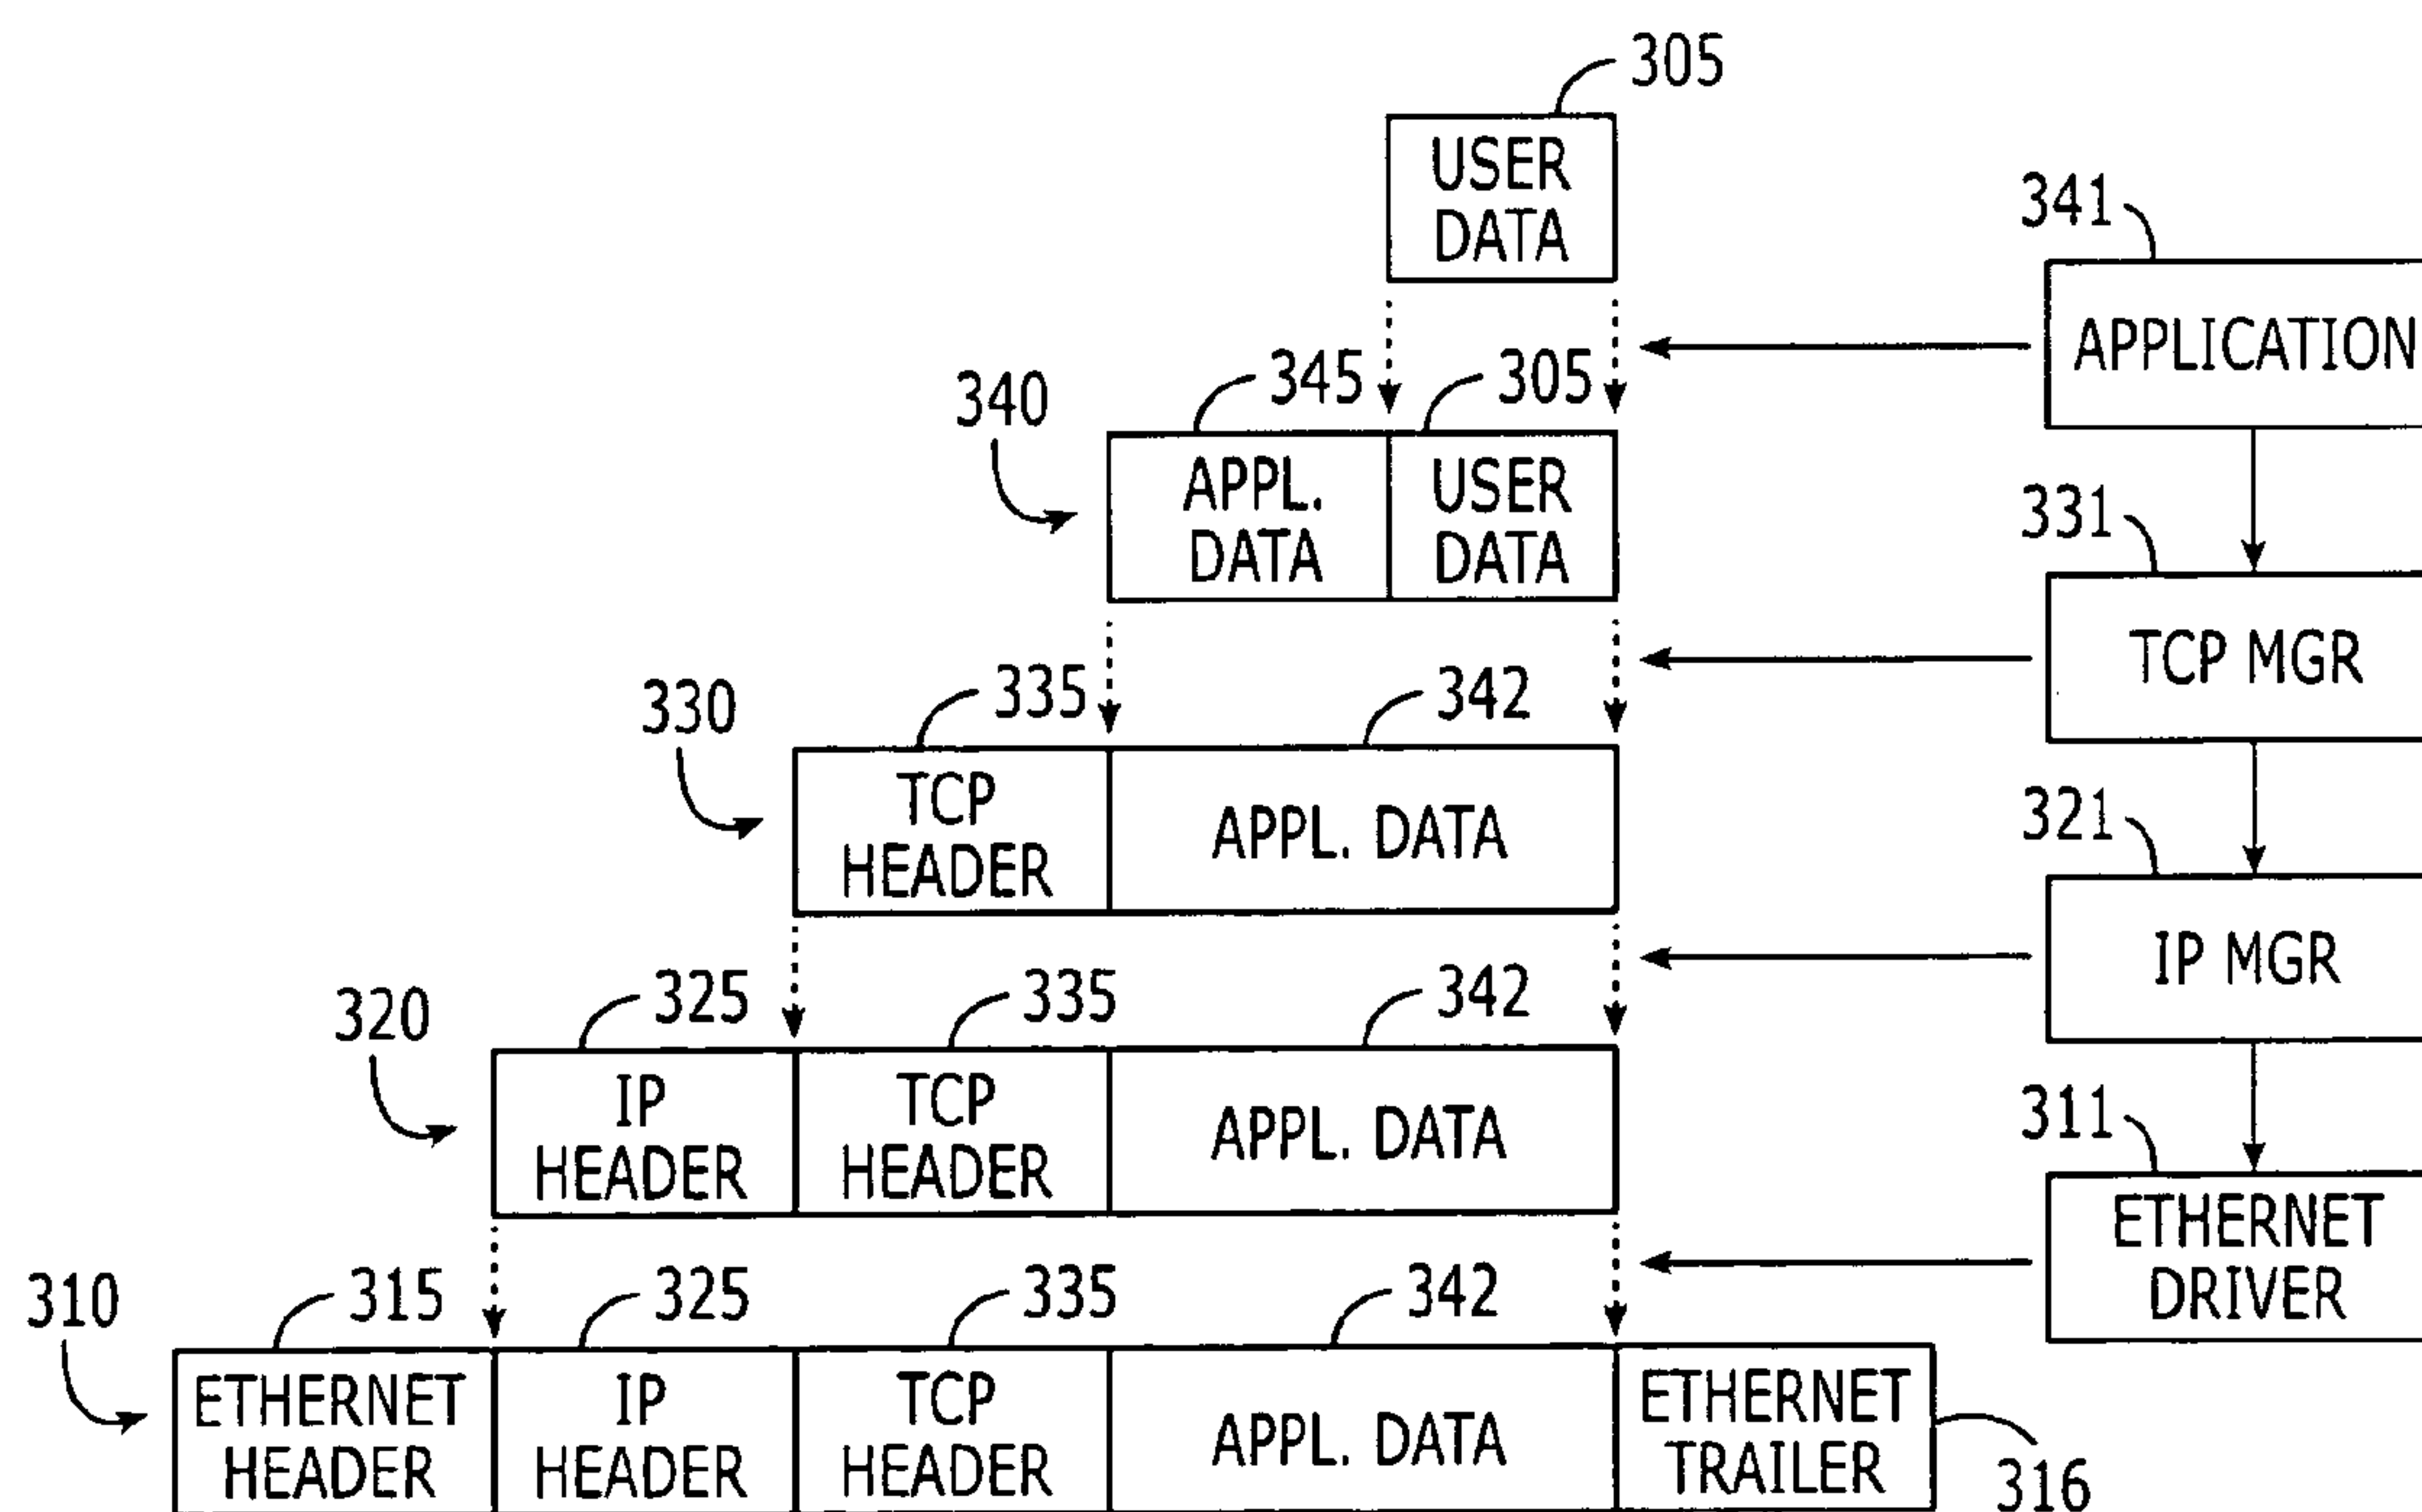 305
USER
DATA
341
APPLICATION
340
345
305
APPL.
DATA
USER
DATA
331
TCP MGR
330
335
342
TCP
HEADER
APPL. DATA
321
IP MGR
320
325
335
342
IP
HEADER
TCP
HEADER
APPL. DATA
311
ETHERNET
DRIVER
310
315
325
335
342
ETHERNET
HEADER
IP
HEADER
TCP
HEADER
APPL. DATA
ETHERNET
TRAILER
316